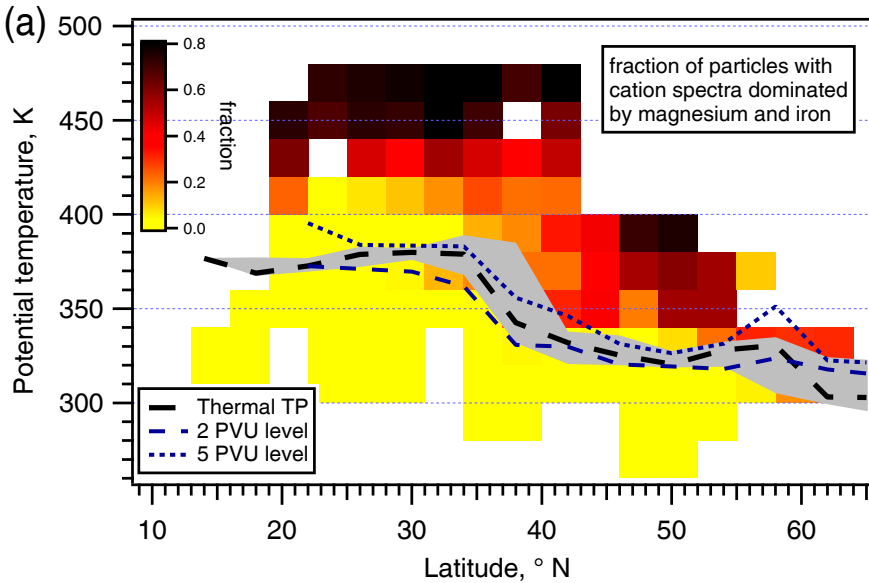 (a)
500
450
400
350
300
Potential temperature, K
0.8
0.6
0.4
0.2
0.0
fraction
fraction of particles with
cation spectra dominated
by magnesium and iron
Thermal TP
2 PVU level
5 PVU level
10
20
30
40
50
60
Latitude, ° N